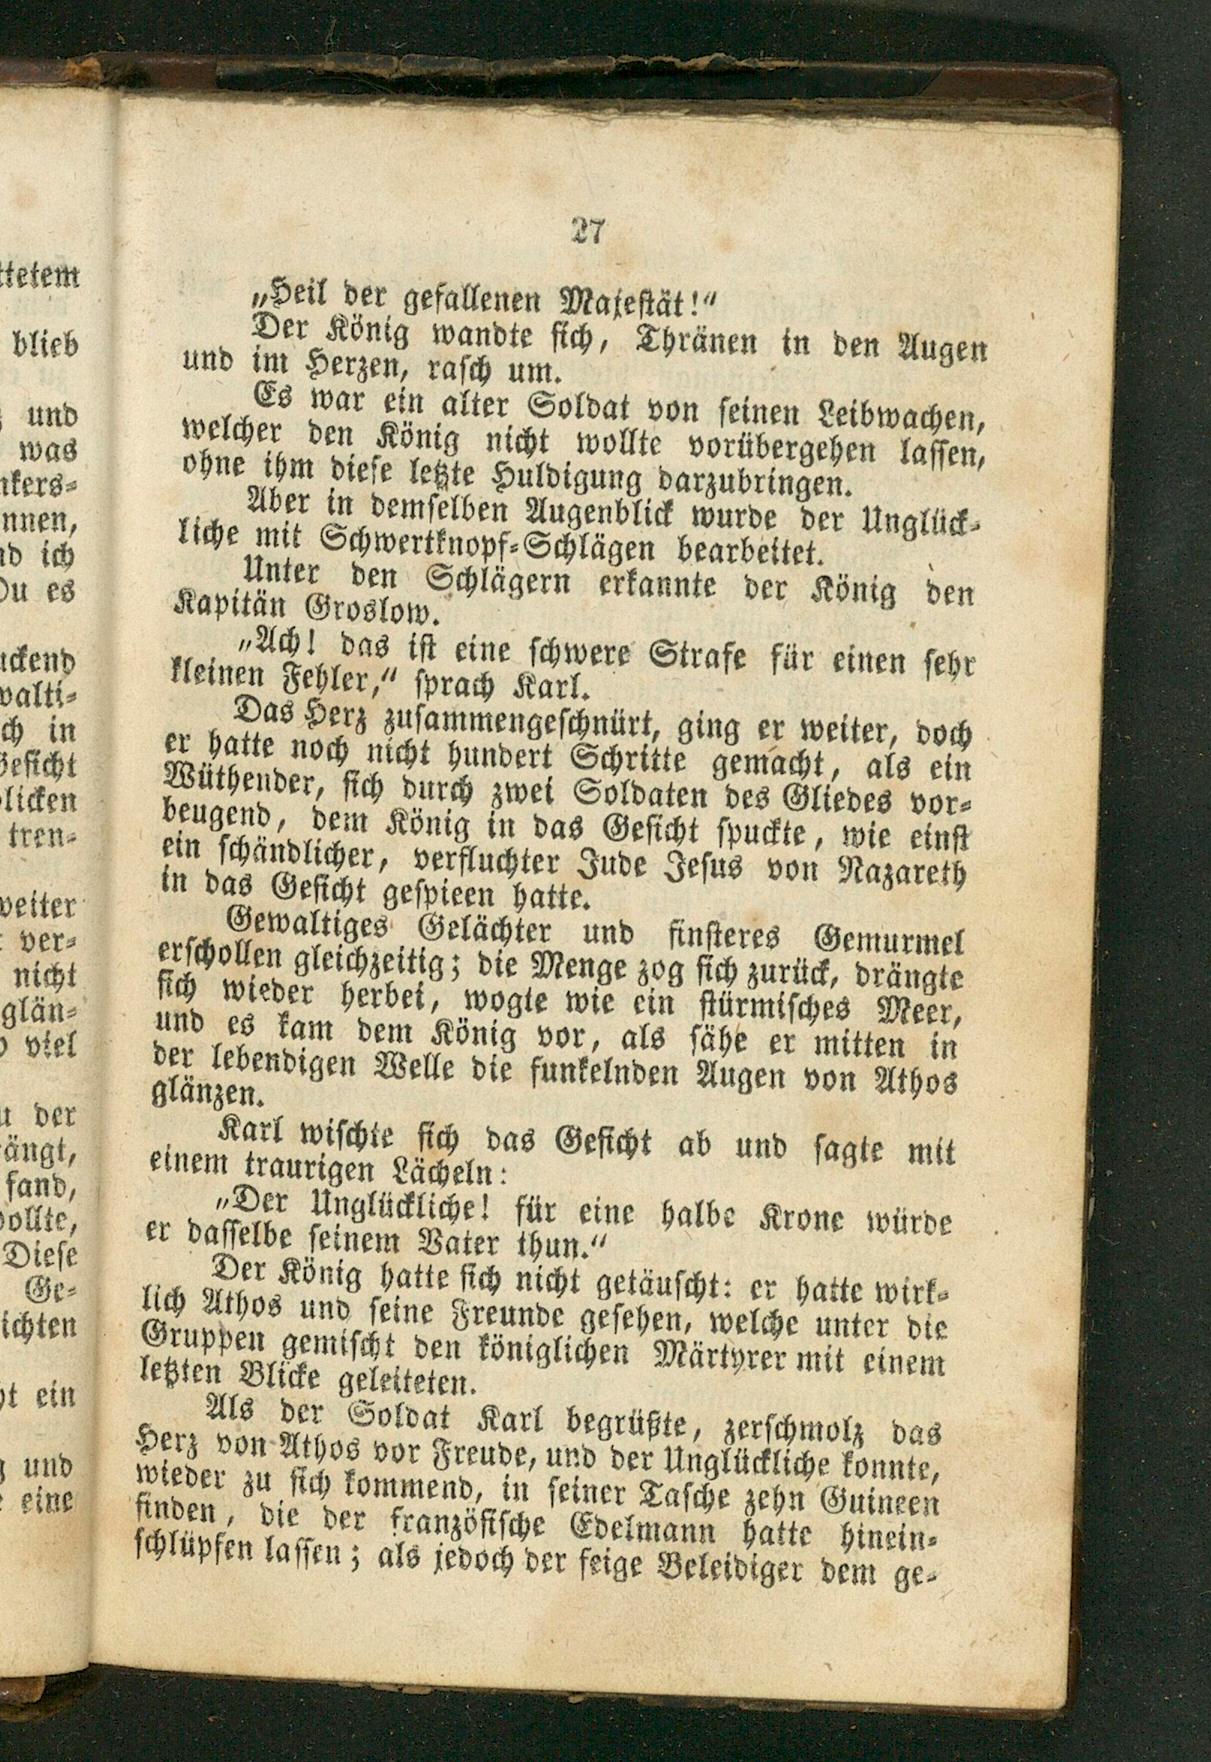 27
„Heil der gefallenen Majestät!“
Der König wandte sich, Thränen in den Augen
und im Herzen, rasch um.
Es war ein alter Soldat von seinen Leibwachen,
welcher den König nicht wollte vorübergehen lassen,
ohne ihm diese letzte Huldigung darzubringen.
Aber in demselben Augenblick wurde der Unglück-
liche mit Schwertknopf-Schlägen bearbeitet.
Unter den Schlägern erkannte der König den
Kapitän Groslow.
„Ach! das ist eine schwere Strafe für einen sehr
kleinen Fehler,“ sprach Karl.
Das Herz zusammengeschnürt, ging er weiter, doch
er hatte noch nicht hundert Schritte gemacht, als ein
Wüthender, sich durch zwei Soldaten des Gliedes vor-
beugend, dem König in das Gesicht spuckte, wie einst
ein schändlicher, verfluchter Jude Jesus von Nazareth
in das Gesicht gespieen hatte.
Gewaltiges Gelächter und finsteres Gemurmel
erschollen gleichzeitig; die Menge zog sich zurück, drängte
sich wieder herbei, wogte wie ein stürmisches Meer,
und es kam dem König vor, als sähe er mitten in
der lebendigen Welle die funkelnden Augen von Athos
glänzen.
Karl wischte sich das Gesicht ab und sagte mit
einem traurigen Lächeln:
„Der Unglückliche! für eine halbe Krone würde
er dasselbe seinem Vater thun.“
Der König hatte sich nicht getäuscht: er hatte wirk-
lich Athos und seine Freunde gesehen, welche unter die
Gruppen gemischt den königlichen Märtyrer mit einem
letzten Blicke geleiteten.
Als der Soldat Karl begrüßte, zerschmolz das
Herz von Athos vor Freude, und der Unglückliche konnte,
wieder zu sich kommend, in seiner Tasche zehn Guineen
finden, die der französische Edelmann hatte hinein-
schlüpfen lassen; als jedoch der feige Beleidiger dem ge-